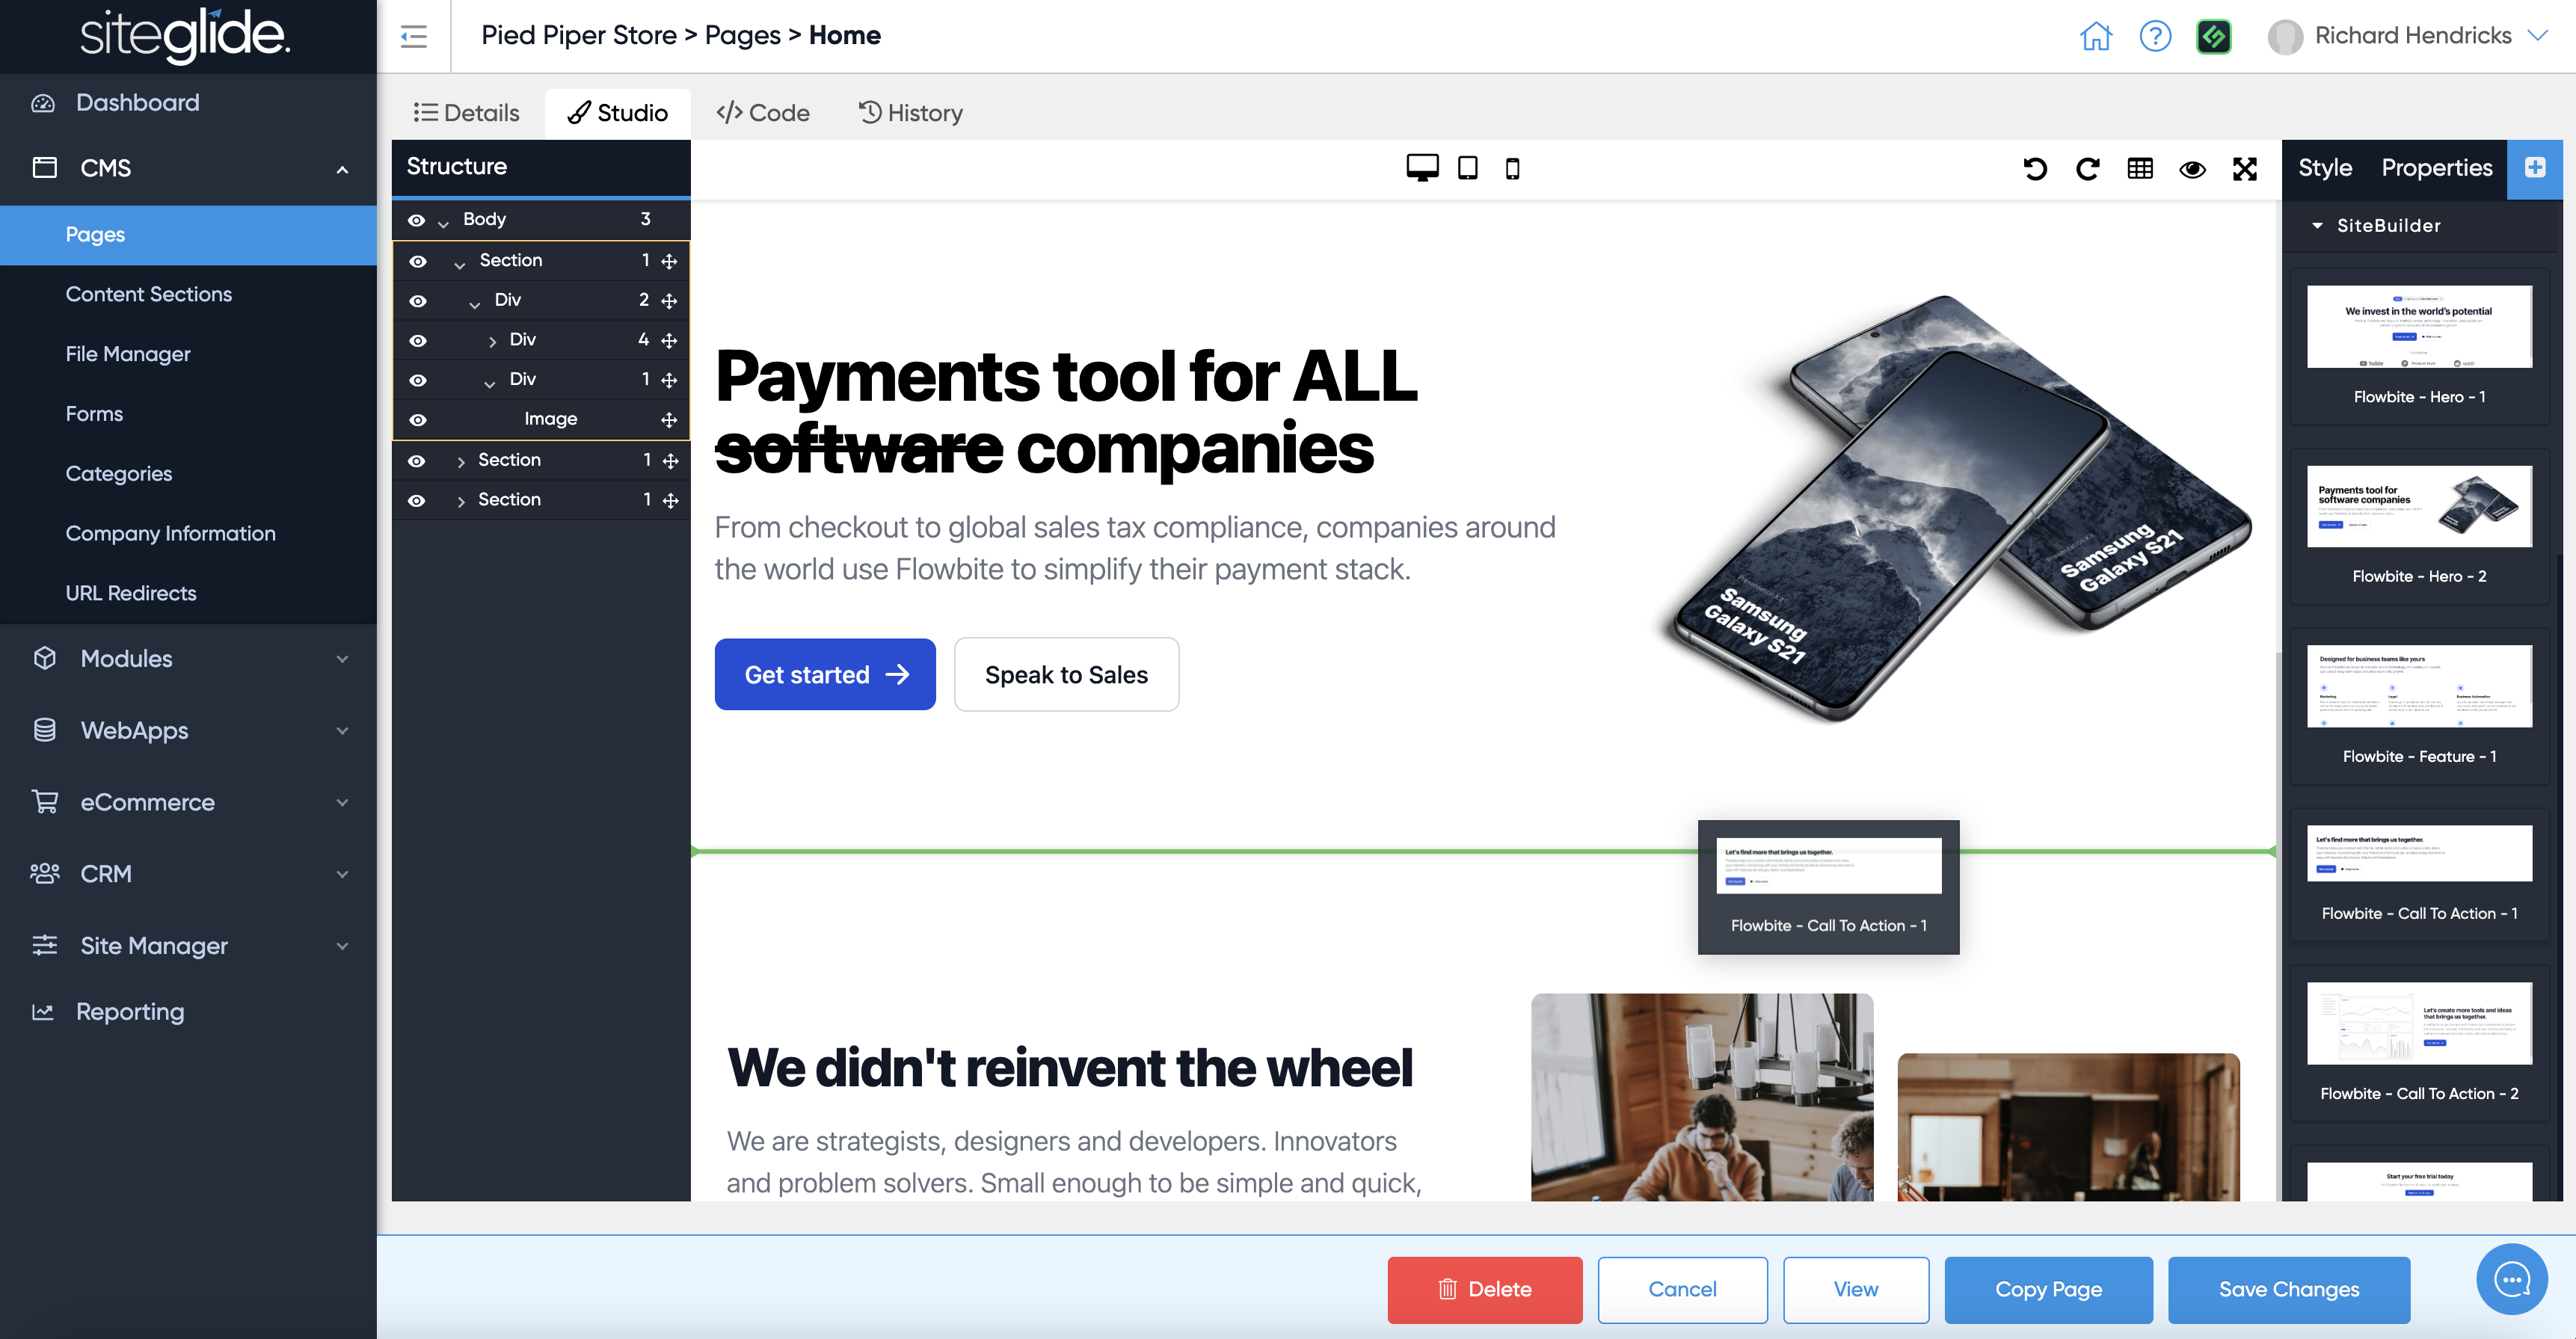 siteglide.
Pied Piper Store > Pages > Home
Richard Hendricks
Dashboard
CMS
Pages
Content Sections
File Manager
Forms
Categories
Company Information
URL Redirects
Modules
WebApps
eCommerce
CRM
Site Manager
Reporting
Details
Studio
Code
History
Structure
Body 3
Section 1
Div 2
Div 4
Div 1
Image
Section 1
Section 1
Payments tool for ALL
software companies
From checkout to global sales tax compliance, companies around
the world use Flowbite to simplify their payment stack.
Get started
Speak to Sales
Samsung
Galaxy S21
Samsung
Galaxy S21
Let's find more that brings us together.
Flowbite - Call To Action - 1
We didn't reinvent the wheel
We are strategists, designers and developers. Innovators
and problem solvers. Small enough to be simple and quick,
Style Properties
SiteBuilder
We invest in the world's potential
Flowbite - Hero - 1
Payments tool for
software companies
Flowbite - Hero - 2
Designed for business teams like yours
Marketing
Legal
Business Automation
Flowbite - Feature - 1
Let's find more that brings us together.
Flowbite - Call To Action - 1
Let's create more tools and ideas
that brings us together.
Flowbite - Call To Action - 2
Start your free trial today
Delete
Cancel
View
Copy Page
Save Changes